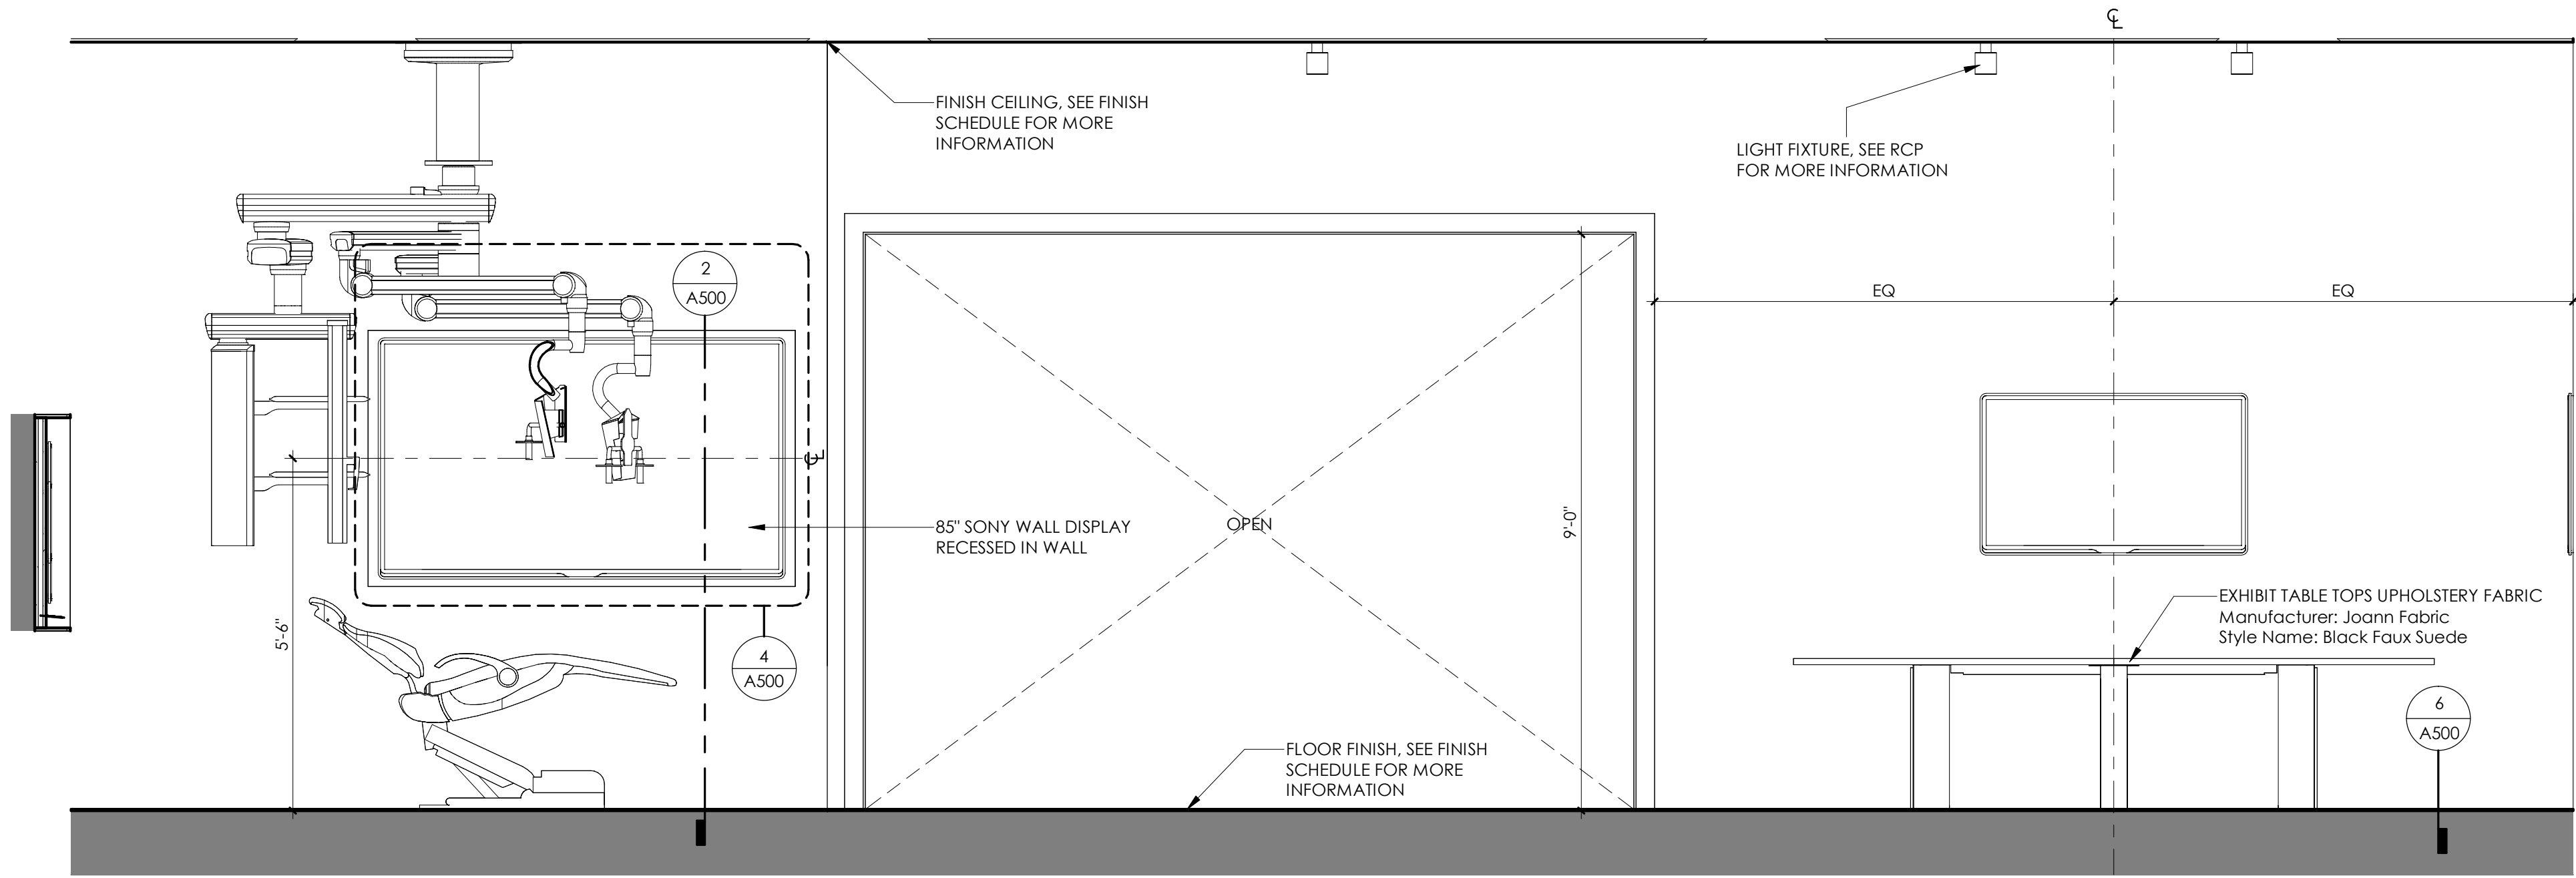 ℄
FINISH CEILING, SEE FINISH
SCHEDULE FOR MORE
INFORMATION
LIGHT FIXTURE, SEE RCP
FOR MORE INFORMATION
2
A500
EQ
EQ
℄
85" SONY WALL DISPLAY
RECESSED IN WALL
OPEN
9'-0"
5'-6"
EXHIBIT TABLE TOPS UPHOLSTERY FABRIC
Manufacturer: Joann Fabric
Style Name: Black Faux Suede
4
A500
6
A500
FLOOR FINISH, SEE FINISH
SCHEDULE FOR MORE
INFORMATION